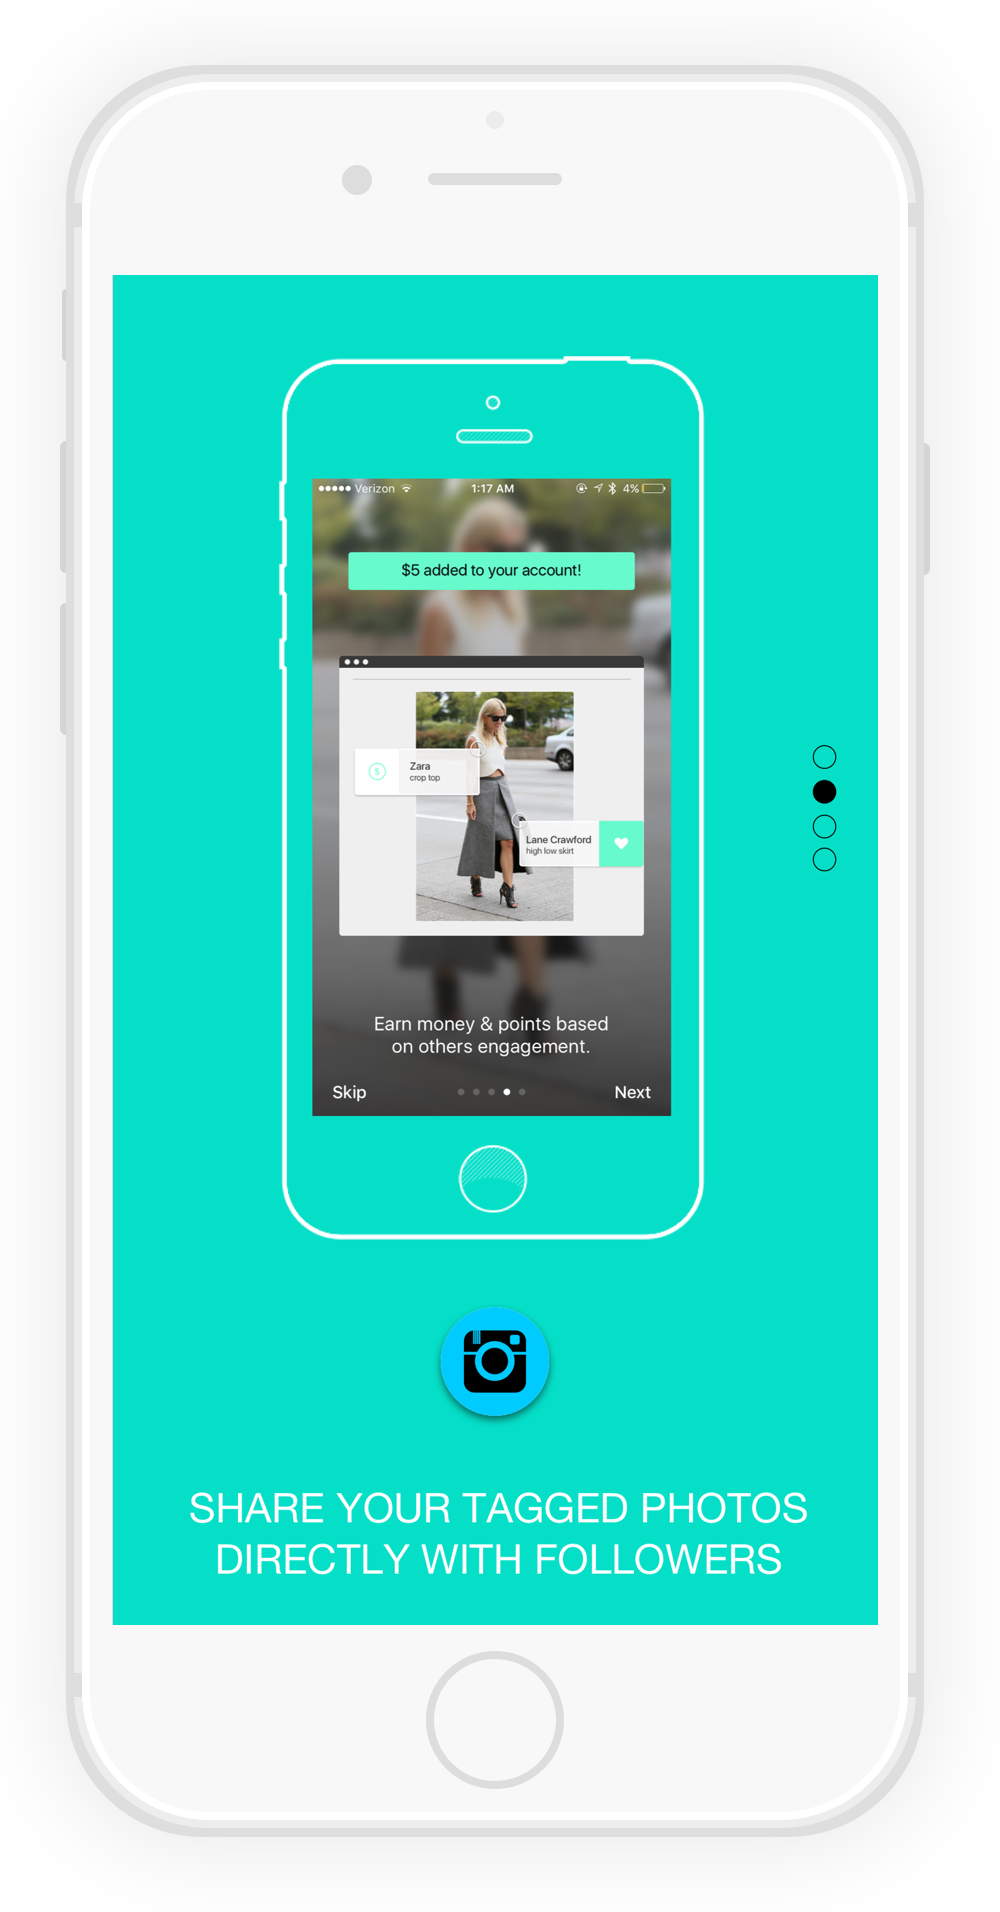 Verizon 1:17 AM 4%
$5 added to your account!
Zara
crop top
Lane Crawford
high low skirt
Earn money & points based
on others engagement.
Skip Next
SHARE YOUR TAGGED PHOTOS
DIRECTLY WITH FOLLOWERS